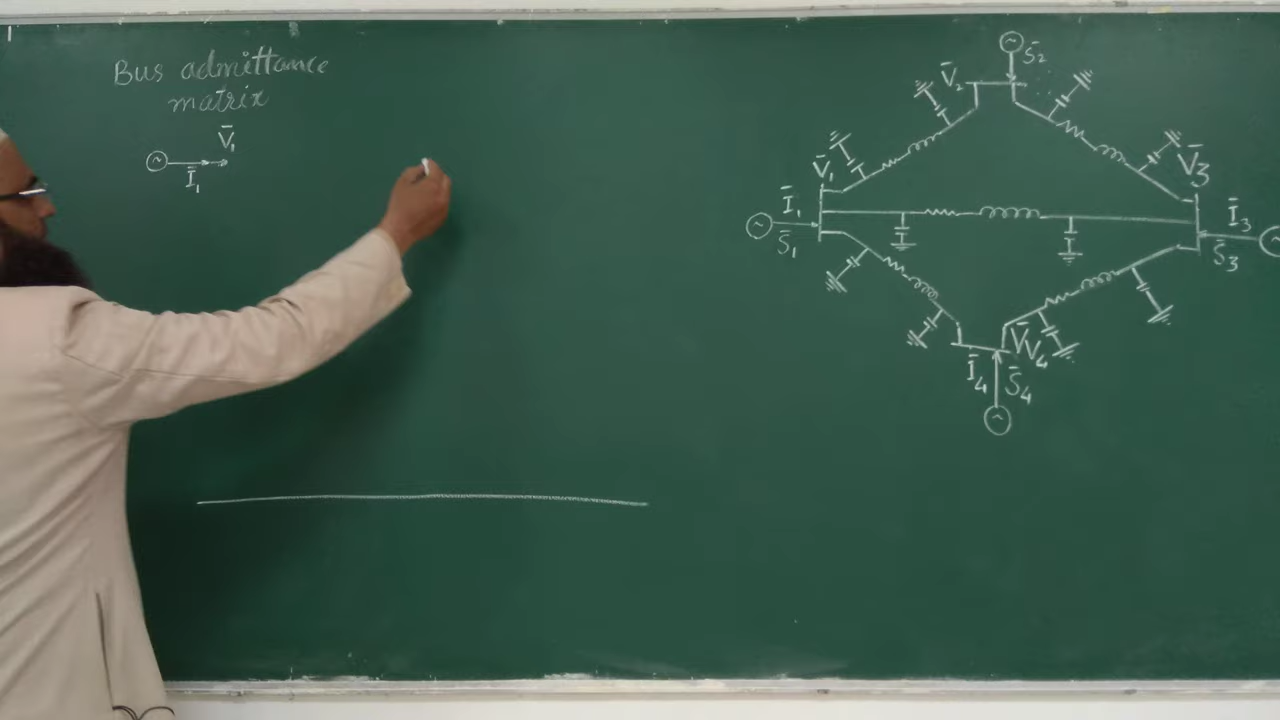 Bus admittance
matrix
V̄₁
~
Ī₁
~
S̄₂
V̄₂
V̄₁
V̄₃
Ī₁
Ī₃
~
~
S̄₁
S̄₃
V̄₄
Ī₄
S̄₄
~